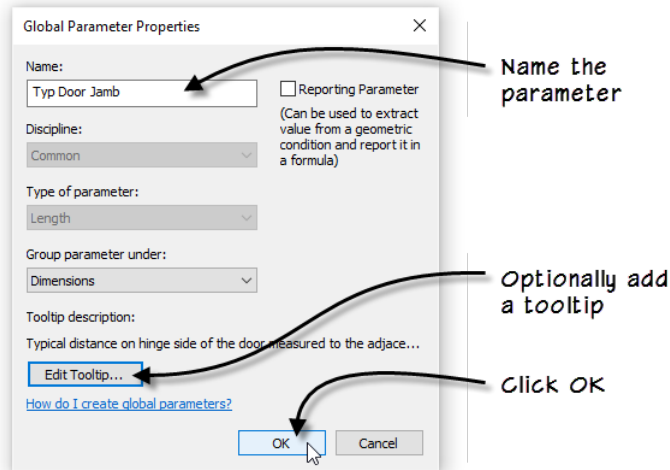 Global Parameter Properties
Name:
Typ Door Jamb
Reporting Parameter
(Can be used to extract
value from a geometric
condition and report it in
a formula)
Discipline:
Common
Type of parameter:
Length
Group parameter under:
Dimensions
Tooltip description:
Typical distance on hinge side of the door measured to the adjace...
Edit Tooltip...
How do I create global parameters?
OK
Cancel
Name the
parameter
Optionally add
a tooltip
Click OK